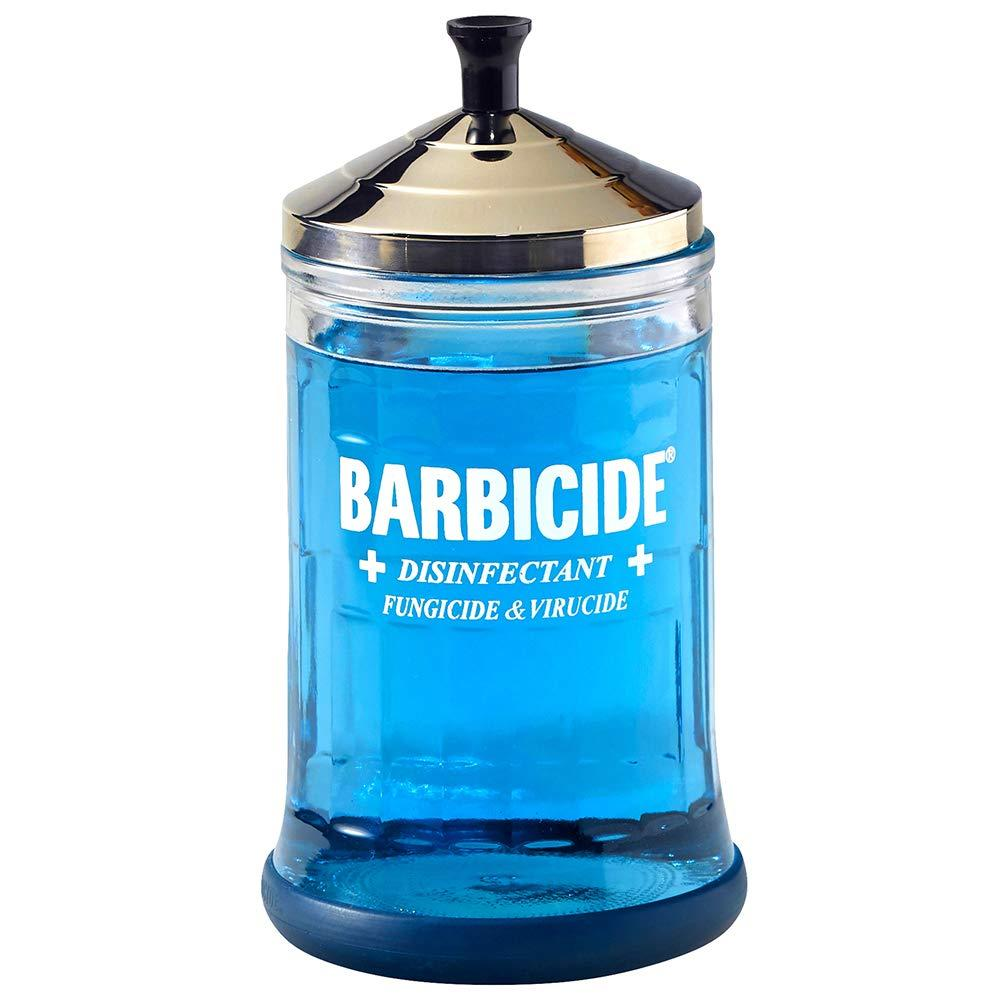 BARBICIDE®
+ DISINFECTANT +
FUNGICIDE & VIRUCIDE